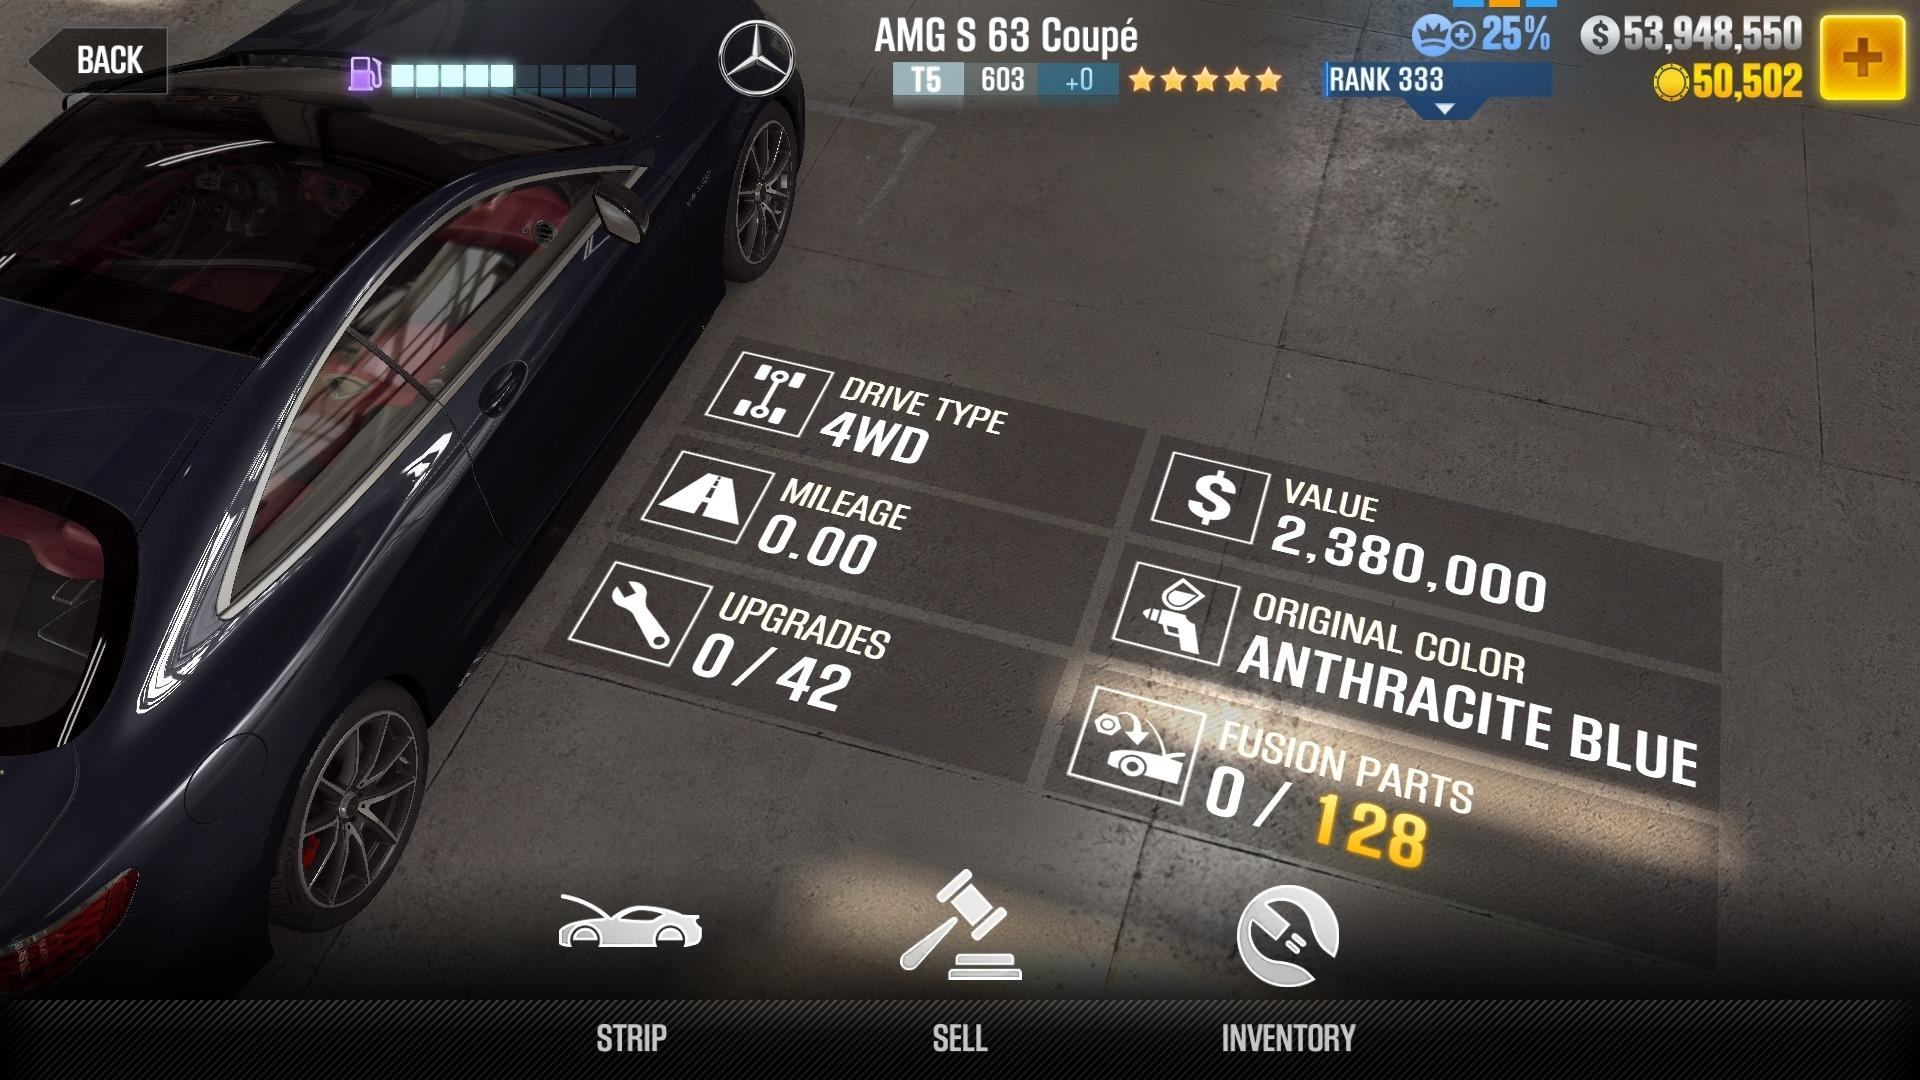 BACK
AMG S 63 Coupé
25%
53,948,550
T5 603 +0
RANK 333
50,502
DRIVE TYPE
4WD
MILEAGE
0.00
UPGRADES
0/42
VALUE
2,380,000
ORIGINAL COLOR
ANTHRACITE BLUE
FUSION PARTS
0/ 128
STRIP
SELL
INVENTORY